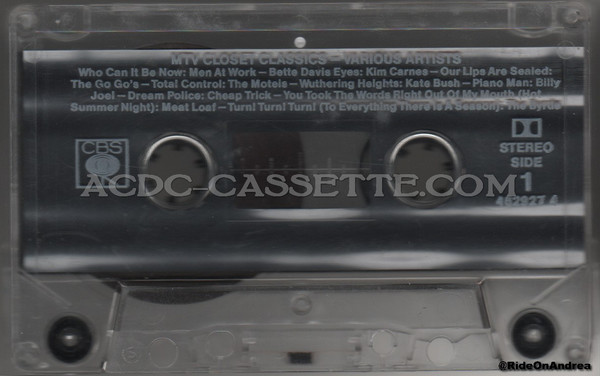 MTV CLOSET CLASSICS – VARIOUS ARTISTS
Who Can It Be Now: Men At Work – Bette Davis Eyes: Kim Carnes – Our Lips Are Sealed:
The Go Go's – Total Control: The Motels – Wuthering Heights: Kate Bush – Piano Man: Billy
Joel – Dream Police: Cheap Trick – You Took The Words Right Out Of My Mouth (Hot
Summer Night): Meat Loaf – Turn! Turn! Turn! (To Everything There Is A Season): The Byrds
CBS
STEREO
SIDE
1
462927 4
ACDC-CASSETTE.COM
@RideOnAndrea